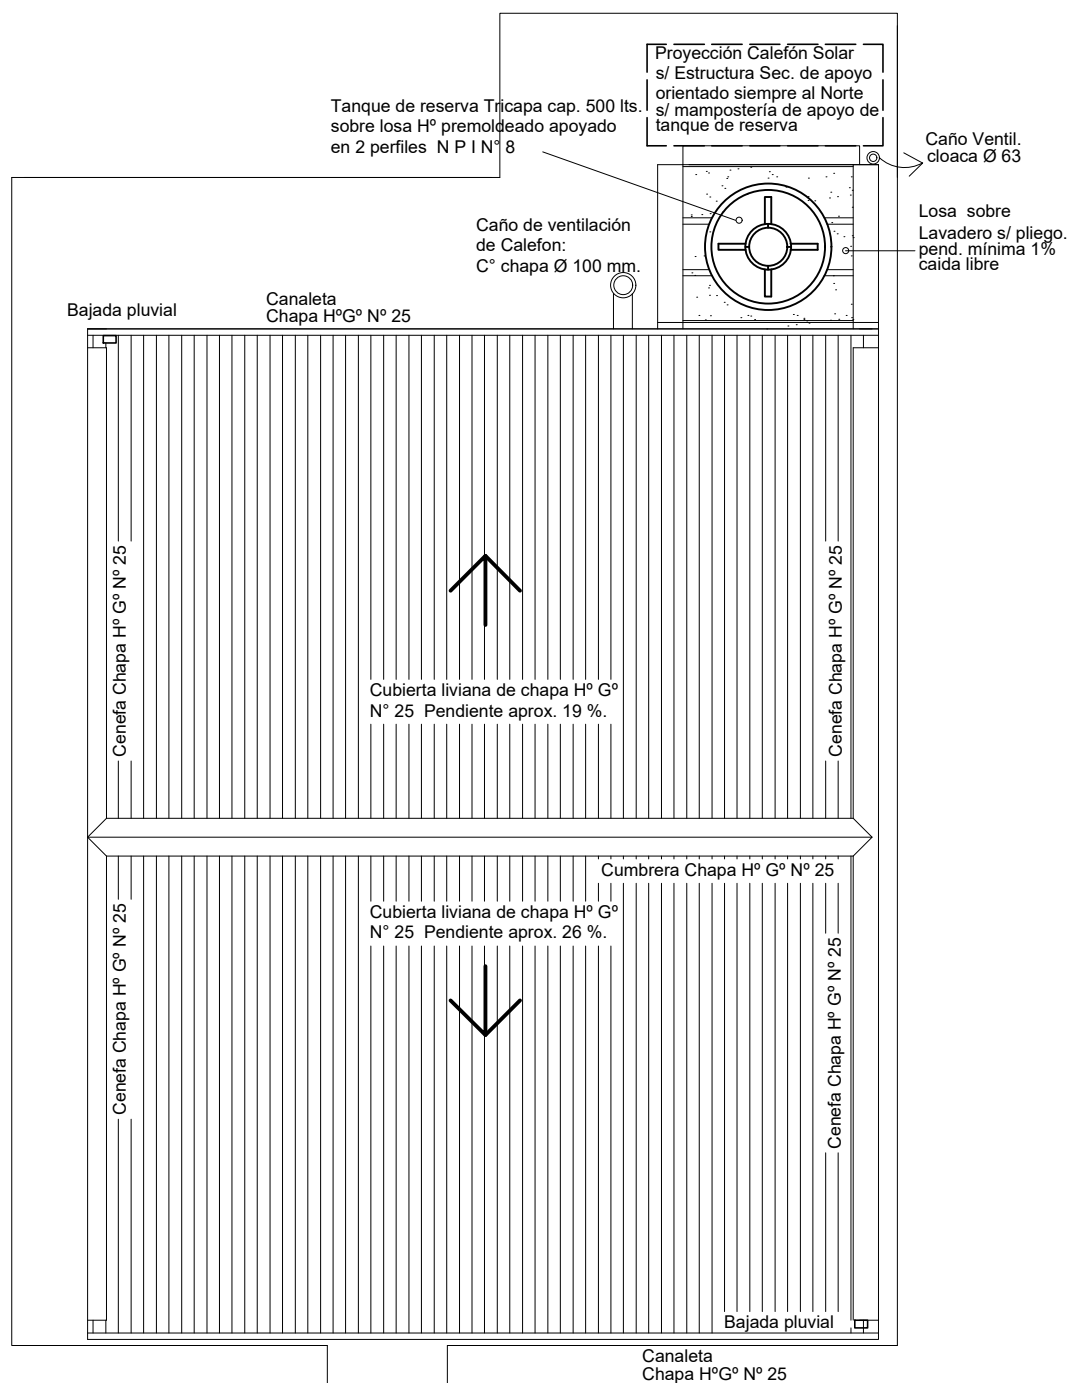 Proyección Calefón Solar
s/ Estructura Sec. de apoyo
orientado siempre al Norte
s/ mampostería de apoyo de
tanque de reserva
Tanque de reserva Tricapa cap. 500 lts.
sobre losa Hº premoldeado apoyado
en 2 perfiles N P I N° 8
Caño Ventil.
cloaca Ø 63
Losa sobre
Lavadero s/ pliego.
pend. mínima 1%
caida libre
Caño de ventilación
de Calefon:
C° chapa Ø 100 mm.
Bajada pluvial
Canaleta
Chapa HºGº Nº 25
Cenefa Chapa Hº Gº Nº 25
Cenefa Chapa Hº Gº Nº 25
Cubierta liviana de chapa Hº Gº
N° 25 Pendiente aprox. 19 %.
Cumbrera Chapa Hº Gº Nº 25
Cubierta liviana de chapa Hº Gº
N° 25 Pendiente aprox. 26 %.
Cenefa Chapa Hº Gº Nº 25
Cenefa Chapa Hº Gº Nº 25
Bajada pluvial
Canaleta
Chapa HºGº Nº 25